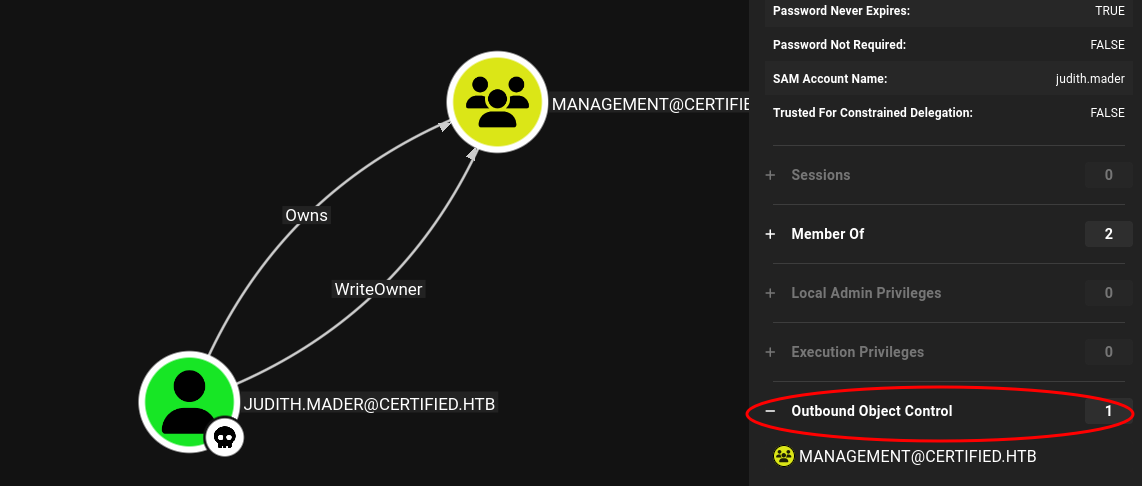 MANAGEMENT@CERTIFIE
Owns
WriteOwner
JUDITH.MADER@CERTIFIED.HTB
Password Never Expires: TRUE
Password Not Required: FALSE
SAM Account Name: judith.mader
Trusted For Constrained Delegation: FALSE
+ Sessions 0
+ Member Of 2
+ Local Admin Privileges 0
+ Execution Privileges 0
− Outbound Object Control 1
MANAGEMENT@CERTIFIED.HTB